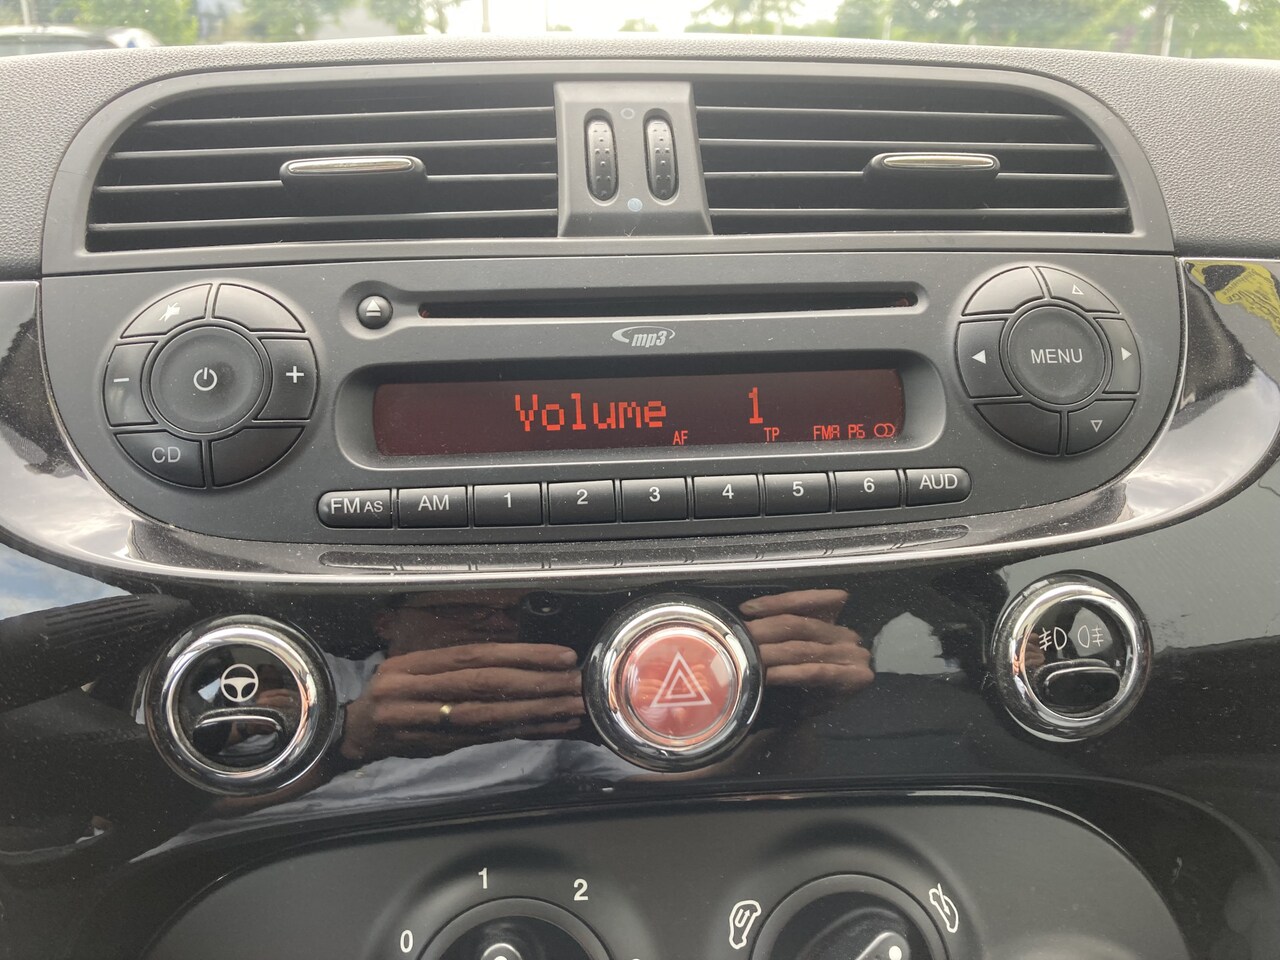 mp3
− + MENU
Volume 1
AF TP FMA P6
CD
FM AS AM 1 2 3 4 5 6 AUD
1 2
0